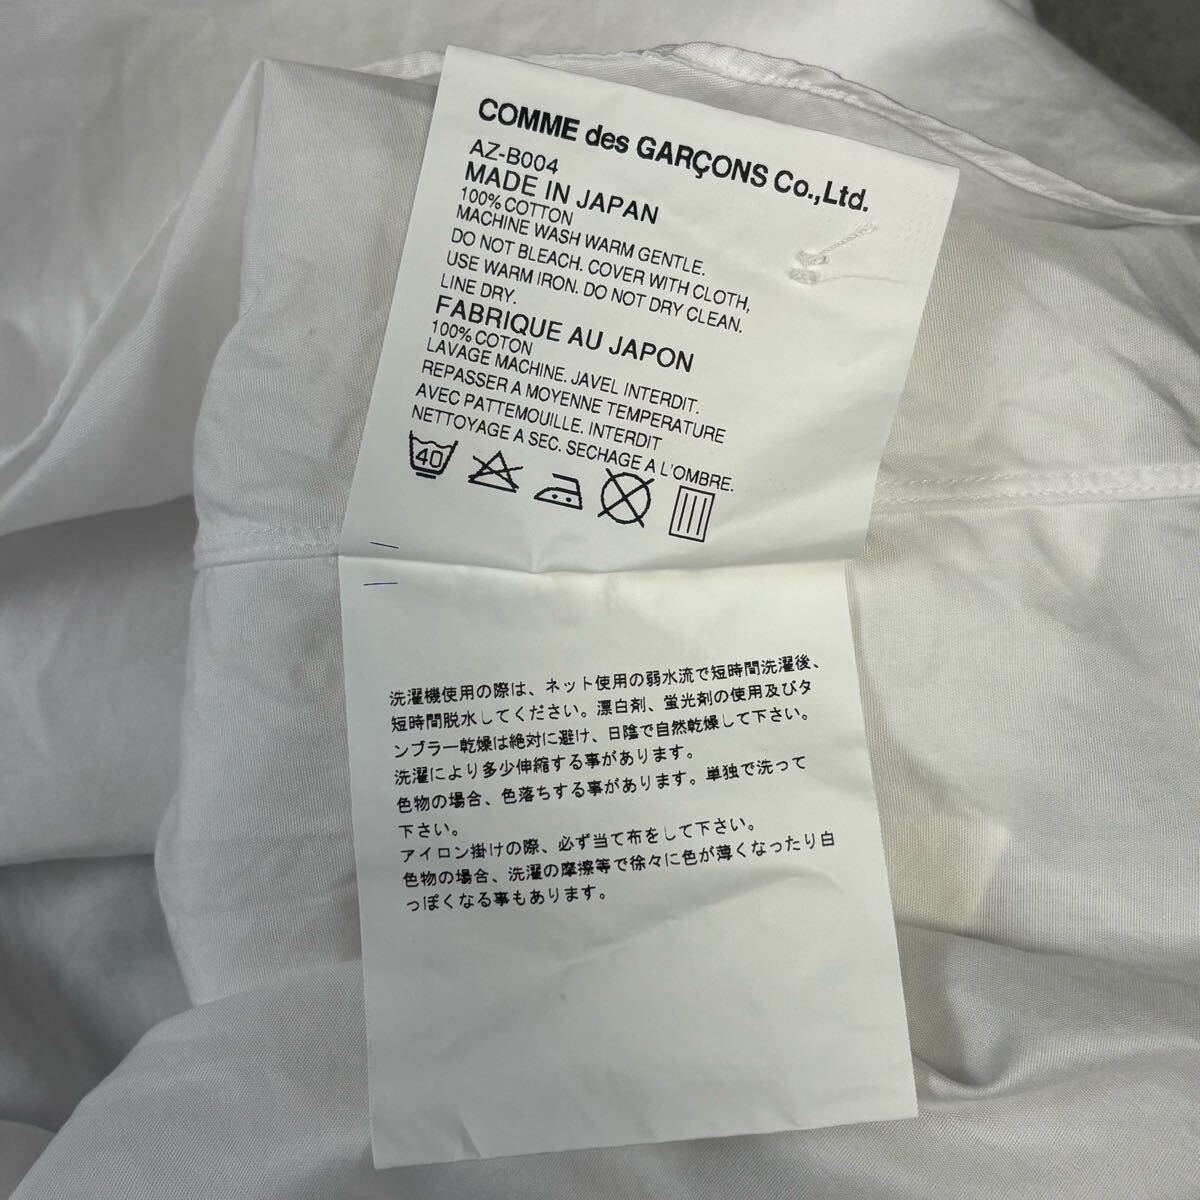 COMME des GARÇONS Co.,Ltd.
AZ-B004
MADE IN JAPAN
100% COTTON
MACHINE WASH WARM GENTLE.
DO NOT BLEACH. COVER WITH CLOTH,
USE WARM IRON. DO NOT DRY CLEAN.
LINE DRY.
FABRIQUE AU JAPON
100% COTON
LAVAGE MACHINE. JAVEL INTERDIT.
REPASSER A MOYENNE TEMPERATURE
AVEC PATTEMOUILLE. INTERDIT
NETTOYAGE A SEC. SECHAGE A L'OMBRE.
40
洗濯機使用の際は、ネット使用の弱水流で短時間洗濯後、
短時間脱水してください。漂白剤、蛍光剤の使用及びタ
ンブラー乾燥は絶対に避け、日陰で自然乾燥して下さい。
洗濯により多少伸縮する事があります。
色物の場合、色落ちする事があります。単独で洗って
下さい。
アイロン掛けの際、必ず当て布をして下さい。
色物の場合、洗濯の摩擦等で徐々に色が薄くなったり白
っぽくなる事もあります。